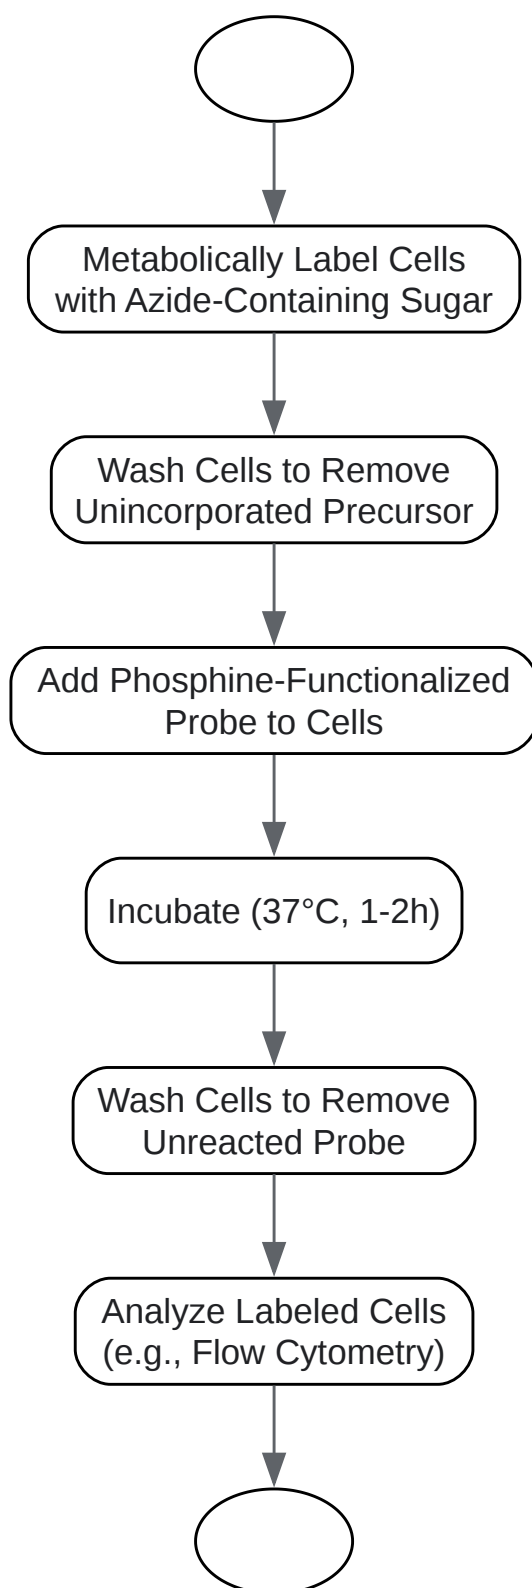 Metabolically Label Cells
with Azide-Containing Sugar
Wash Cells to Remove
Unincorporated Precursor
Add Phosphine-Functionalized
Probe to Cells
Incubate (37°C, 1-2h)
Wash Cells to Remove
Unreacted Probe
Analyze Labeled Cells
(e.g., Flow Cytometry)